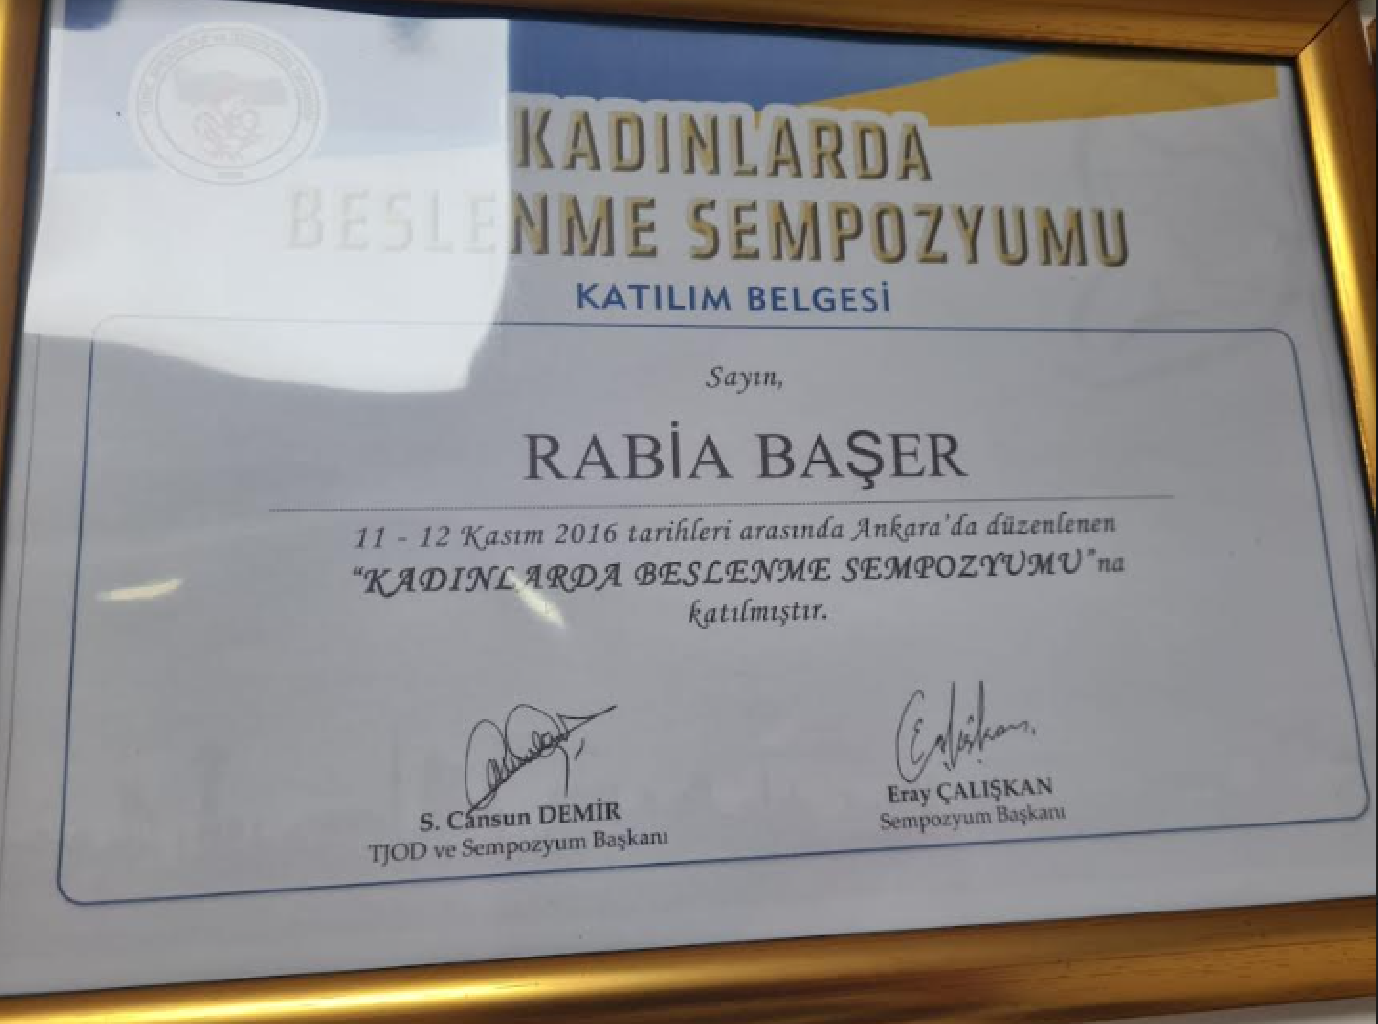 KADINLARDA
BESLENME SEMPOZYUMU
KATILIM BELGESİ
Sayın,
RABİA BAŞER
11 - 12 Kasım 2016 tarihleri arasında Ankara'da düzenlenen
“KADINLARDA BESLENME SEMPOZYUMU”na
katılmıştır.
S. Cansun DEMİR
TJOD ve Sempozyum Başkanı
Eray ÇALIŞKAN
Sempozyum Başkanı